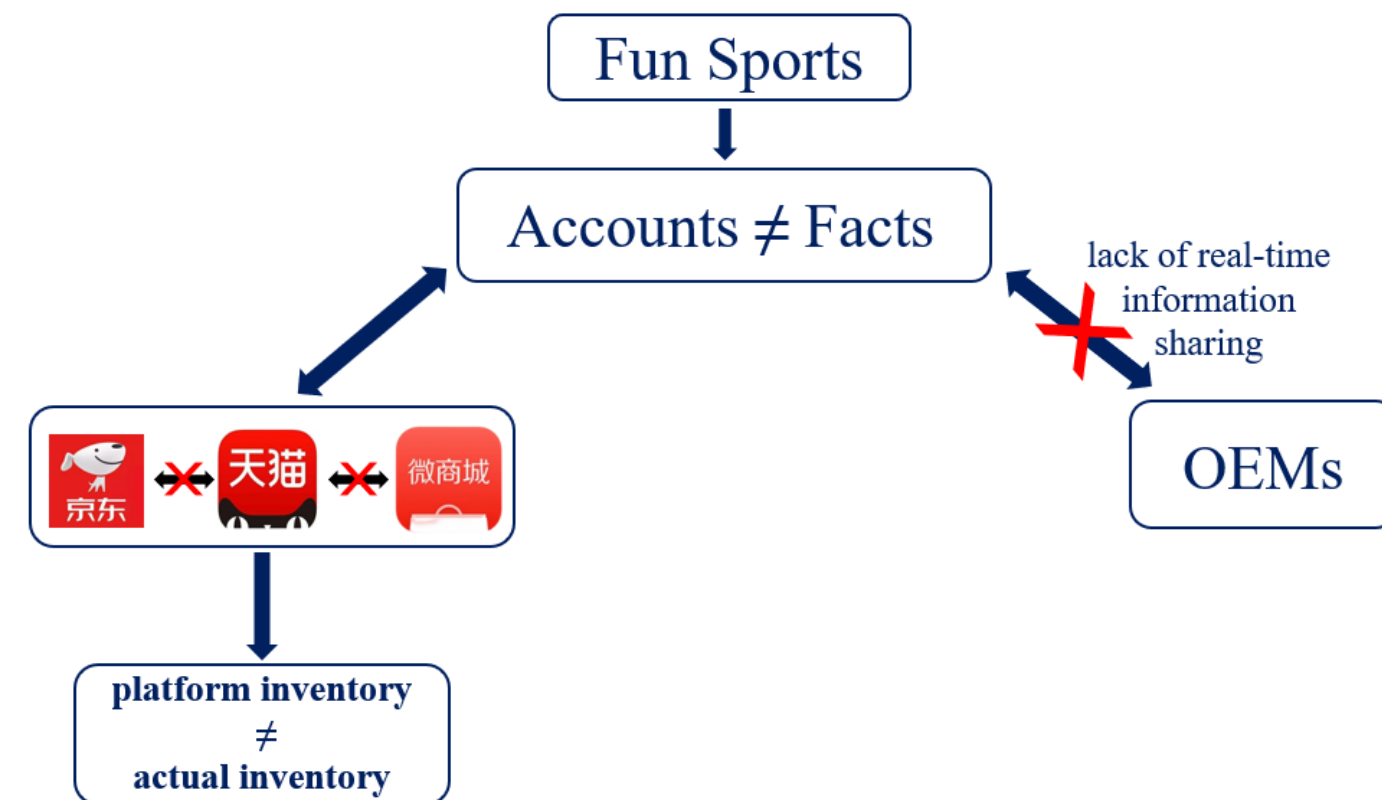 Fun Sports
Accounts ≠ Facts
lack of real-time
information
sharing
京东
天猫
微商城
OEMs
platform inventory
≠
actual inventory